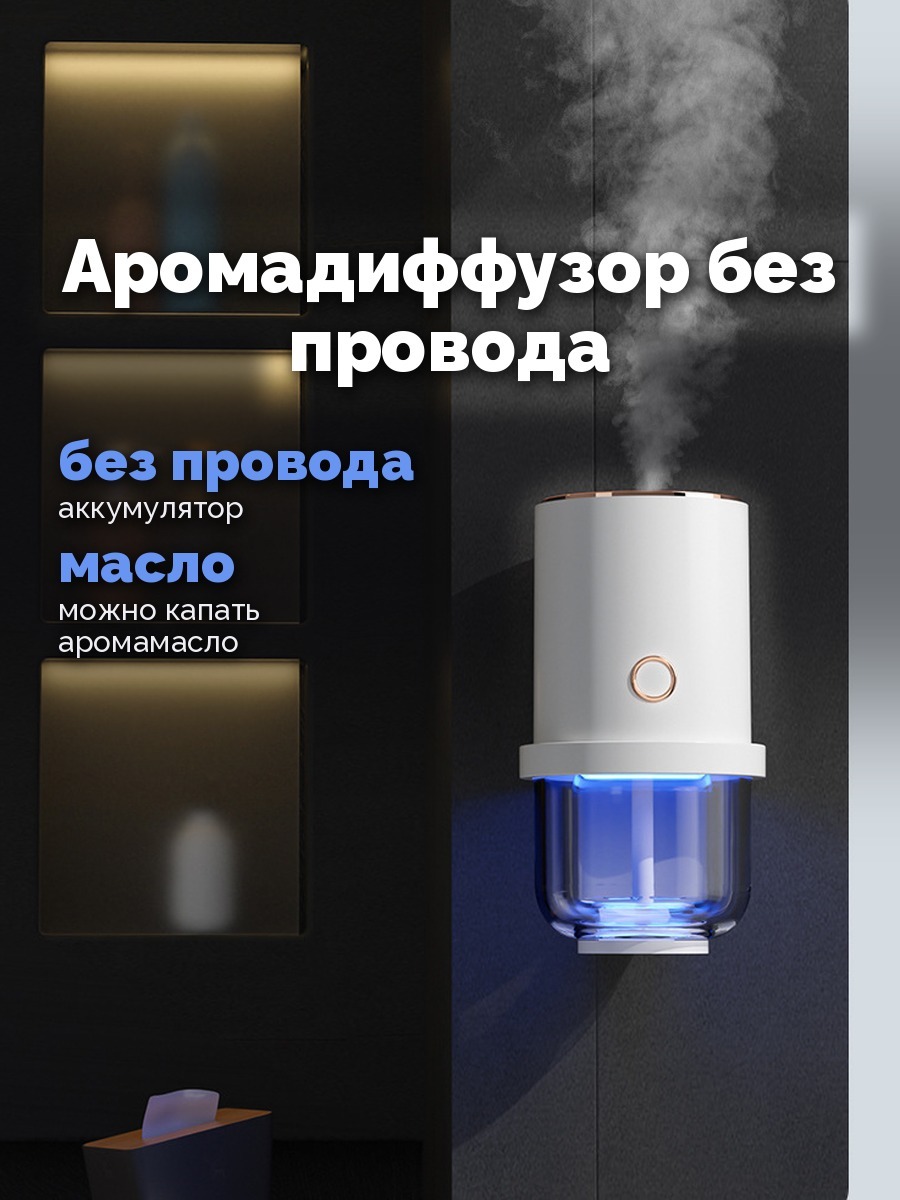 Аромадиффузор без
провода
без провода
аккумулятор
масло
можно капать
аромамасло